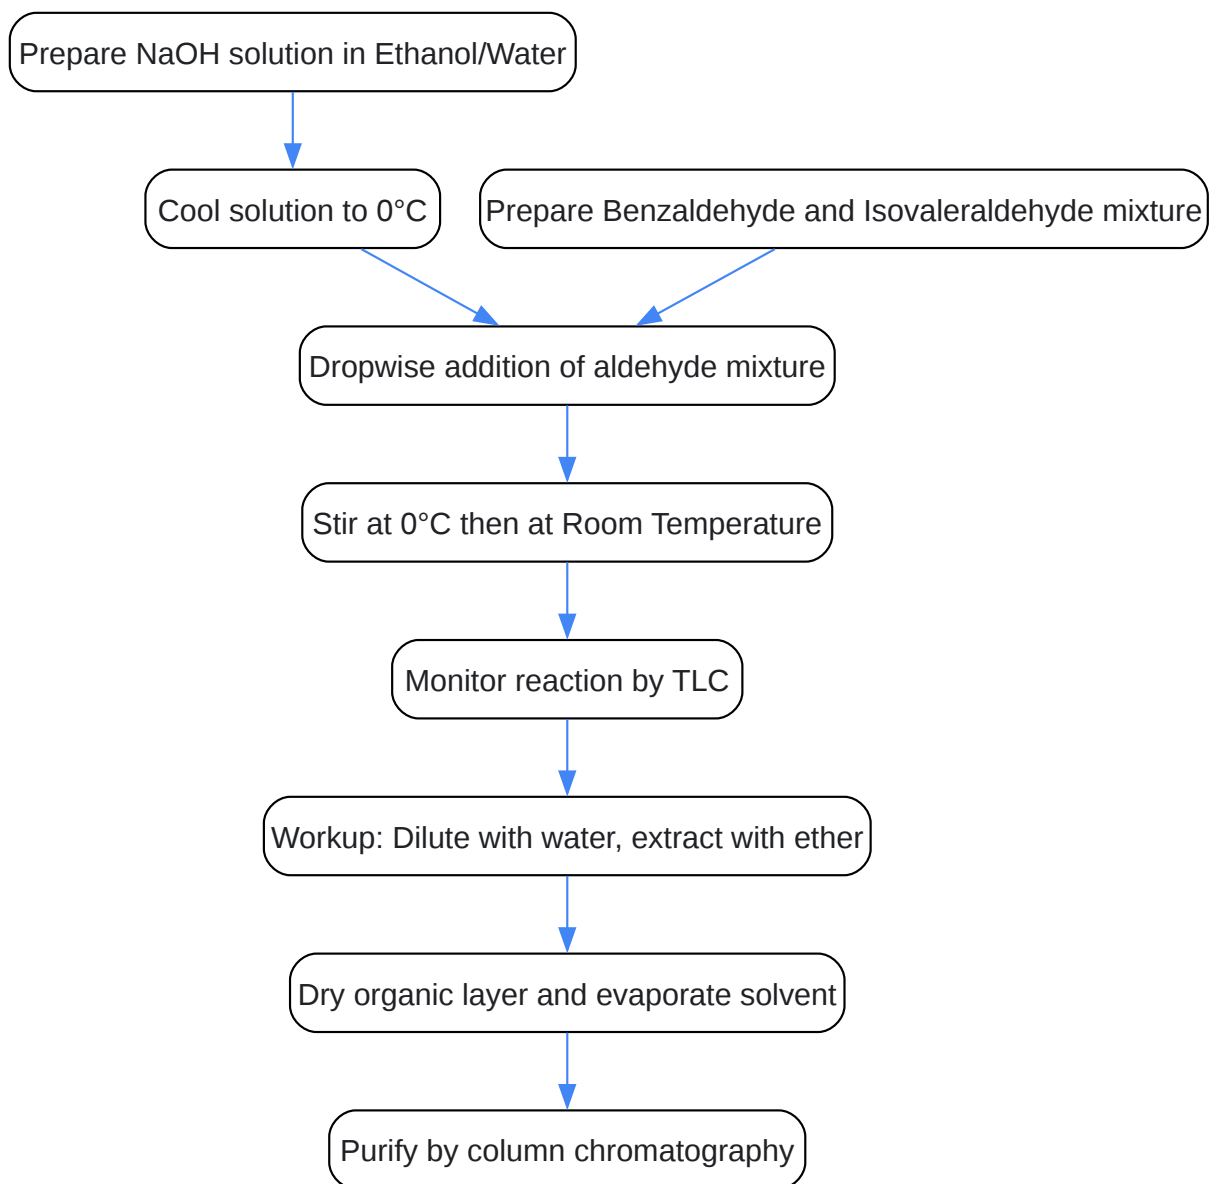 Prepare NaOH solution in Ethanol/Water
Cool solution to 0°C
Prepare Benzaldehyde and Isovaleraldehyde mixture
Dropwise addition of aldehyde mixture
Stir at 0°C then at Room Temperature
Monitor reaction by TLC
Workup: Dilute with water, extract with ether
Dry organic layer and evaporate solvent
Purify by column chromatography